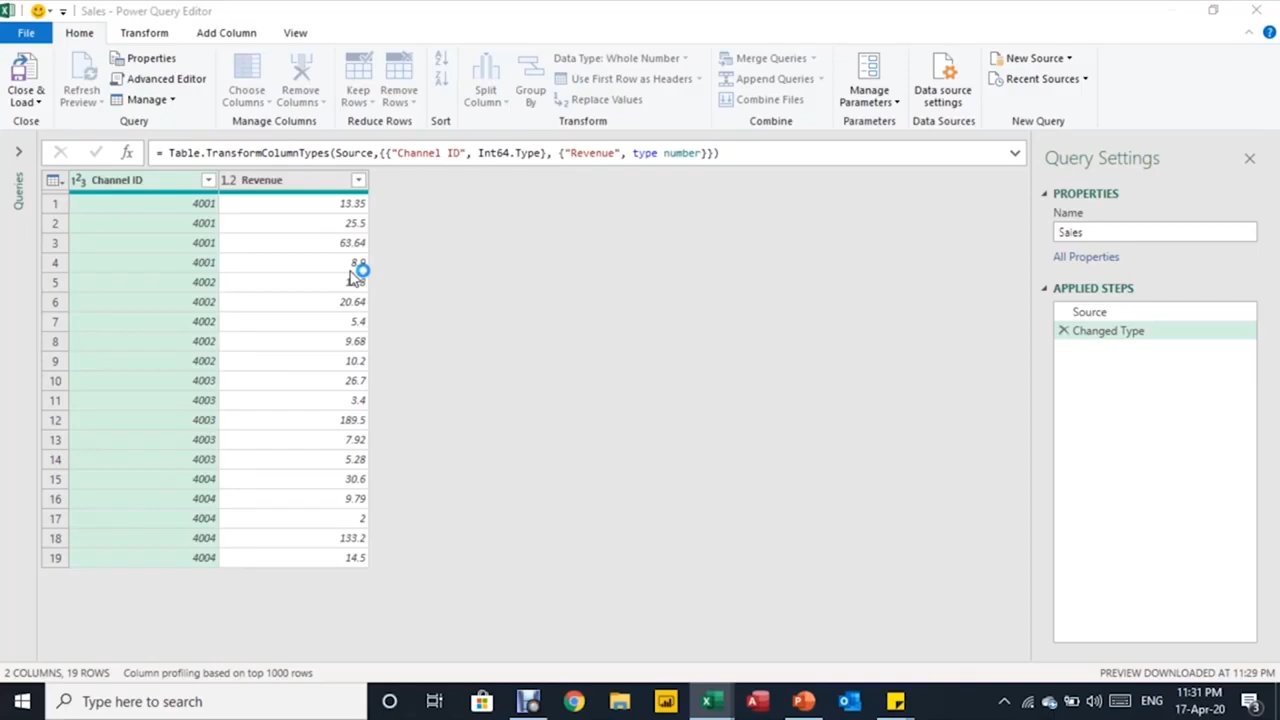 Sales - Power Query Editor
File Home Transform Add Column View
Close & Load
Close
Refresh Preview
Properties
Advanced Editor
Manage
Query
Choose Columns
Remove Columns
Manage Columns
Keep Rows
Remove Rows
Reduce Rows
Sort
Split Column
Group By
Data Type: Whole Number
Use First Row as Headers
Replace Values
Transform
Merge Queries
Append Queries
Combine Files
Combine
Manage Parameters
Parameters
Data source settings
Data Sources
New Source
Recent Sources
New Query
Queries
fx = Table.TransformColumnTypes(Source,{{"Channel ID", Int64.Type}, {"Revenue", type number}})
123 Channel ID 1.2 Revenue
1 4001 13.35
2 4001 25.5
3 4001 63.64
4 4001 8.9
5 4002
6 4002 20.64
7 4002 5.4
8 4002 9.68
9 4002 10.2
10 4003 26.7
11 4003 3.4
12 4003 189.5
13 4003 7.92
14 4003 5.28
15 4004 30.6
16 4004 9.79
17 4004 2
18 4004 133.2
19 4004 14.5
Query Settings
PROPERTIES
Name
Sales
All Properties
APPLIED STEPS
Source
Changed Type
2 COLUMNS, 19 ROWS Column profiling based on top 1000 rows
PREVIEW DOWNLOADED AT 11:29 PM
Type here to search
ENG
11:31 PM
17-Apr-20
3